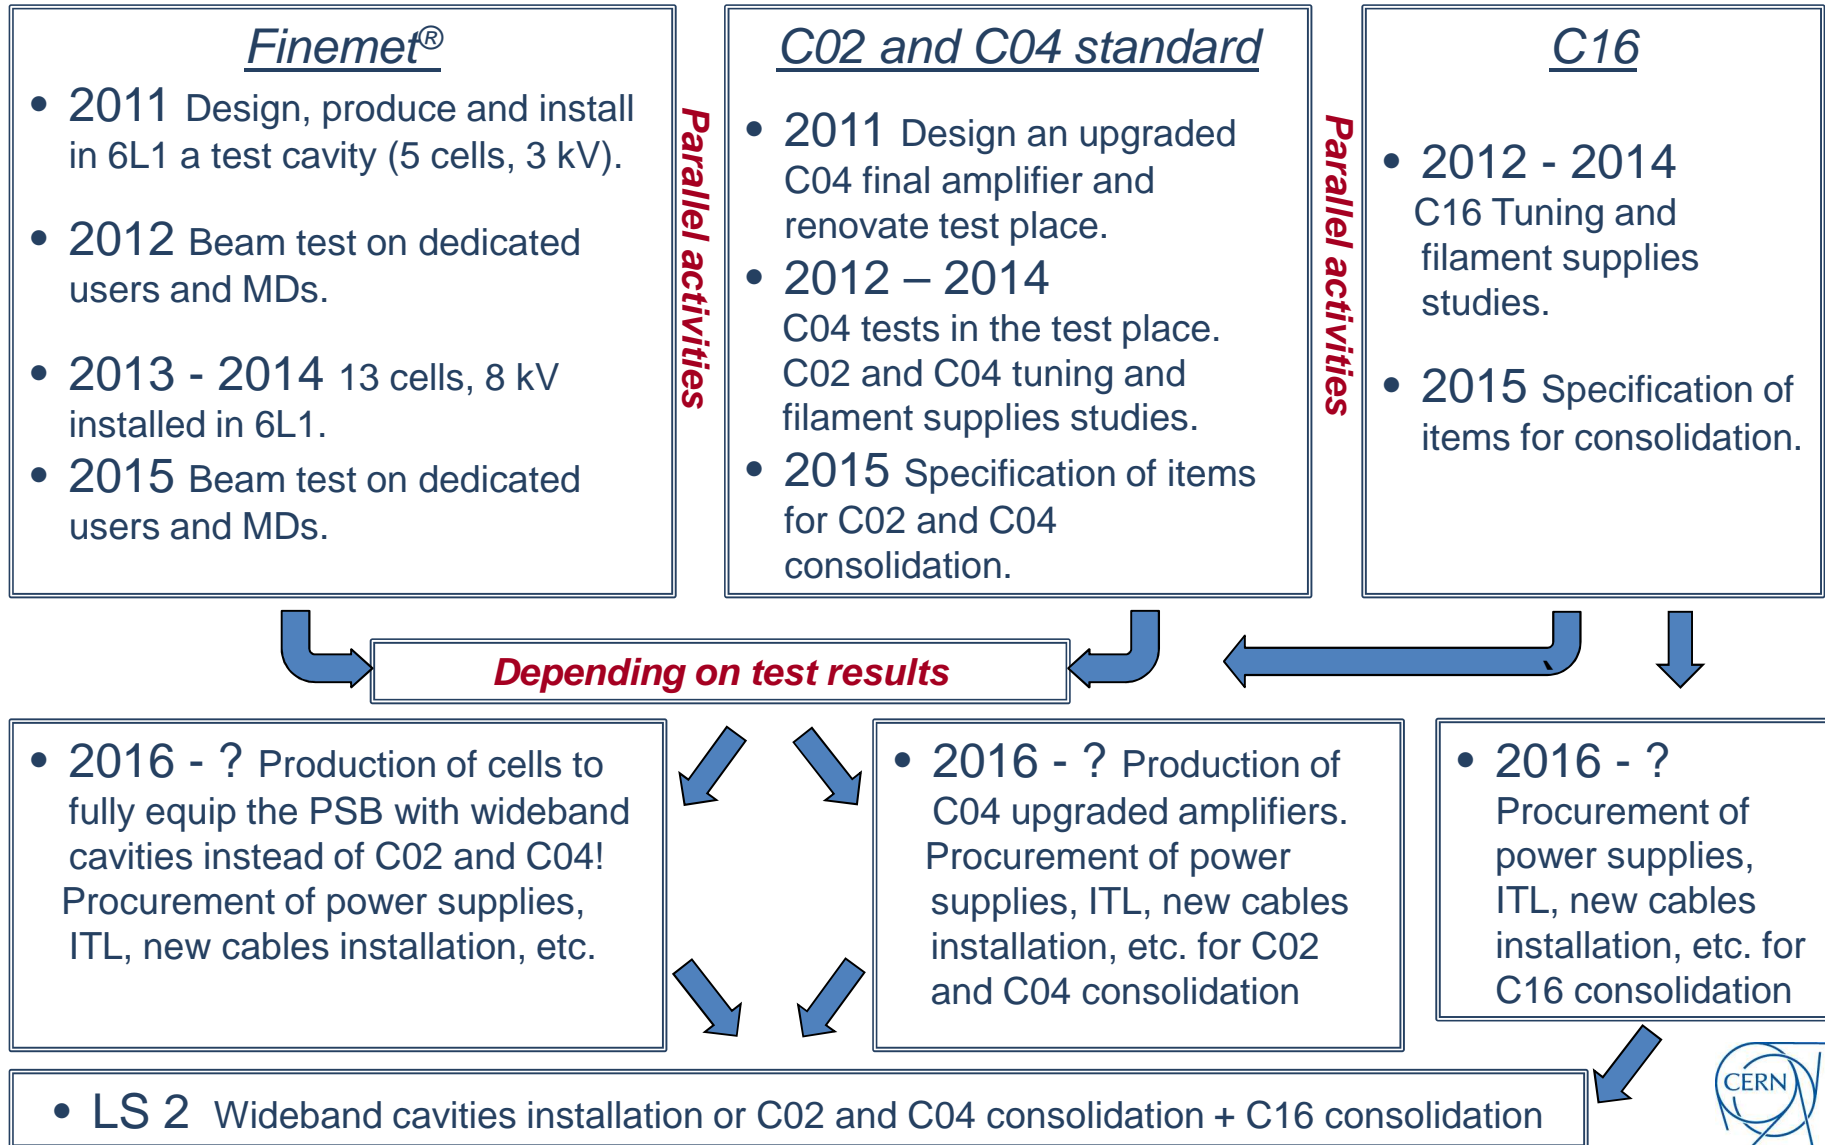 Finemet®
• 2011 Design, produce and install
in 6L1 a test cavity (5 cells, 3 kV).
• 2012 Beam test on dedicated
users and MDs.
• 2013 - 2014 13 cells, 8 kV
installed in 6L1.
• 2015 Beam test on dedicated
users and MDs.
Parallel activities
C02 and C04 standard
• 2011 Design an upgraded
C04 final amplifier and
renovate test place.
• 2012 – 2014
C04 tests in the test place.
C02 and C04 tuning and
filament supplies studies.
• 2015 Specification of items
for C02 and C04
consolidation.
Parallel activities
C16
• 2012 - 2014
C16 Tuning and
filament supplies
studies.
• 2015 Specification of
items for consolidation.
Depending on test results
`
• 2016 - ? Production of cells to
fully equip the PSB with wideband
cavities instead of C02 and C04!
Procurement of power supplies,
ITL, new cables installation, etc.
• 2016 - ? Production of
C04 upgraded amplifiers.
Procurement of power
supplies, ITL, new cables
installation, etc. for C02
and C04 consolidation
• 2016 - ?
Procurement of
power supplies,
ITL, new cables
installation, etc. for
C16 consolidation
• LS 2 Wideband cavities installation or C02 and C04 consolidation + C16 consolidation
CERN